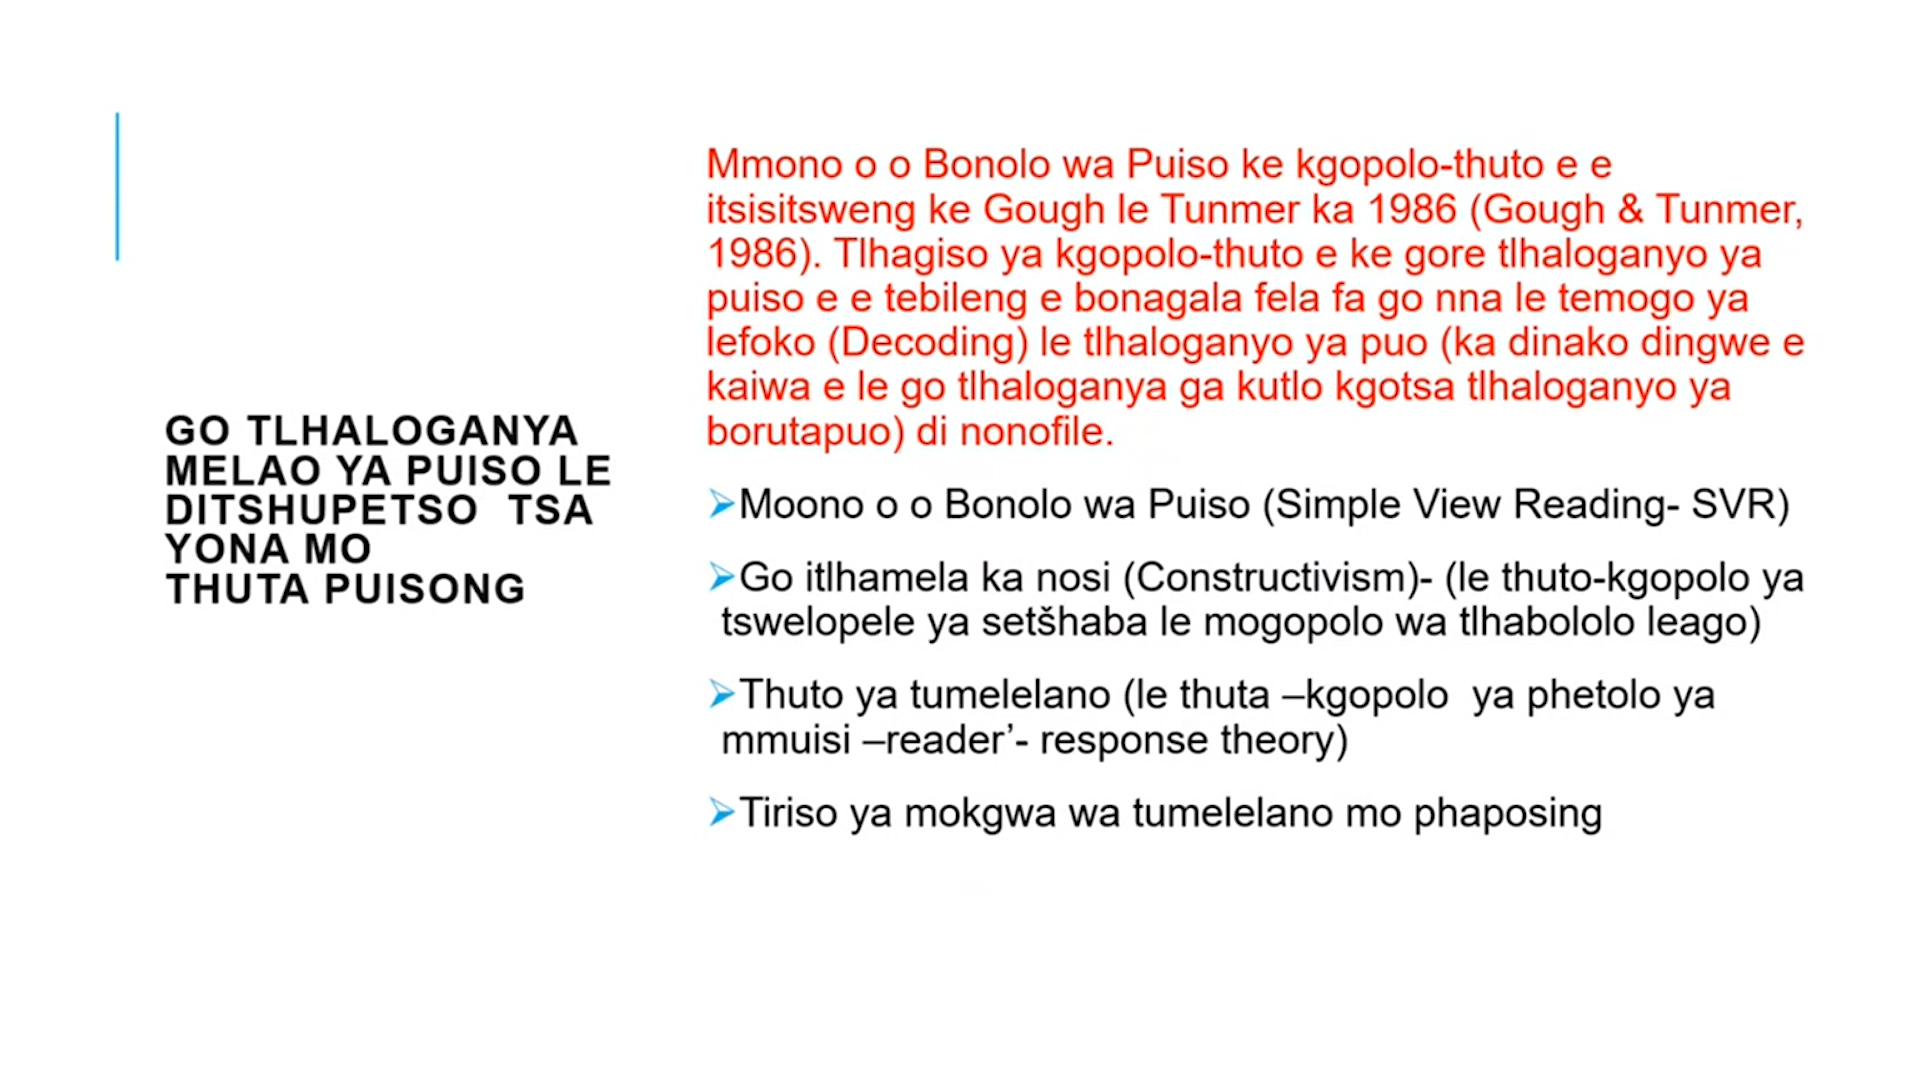 GO TLHALOGANYA
MELAO YA PUISO LE
DITSHUPETSO TSA
YONA MO
THUTA PUISONG
Mmono o o Bonolo wa Puiso ke kgopolo-thuto e e
itsisitsweng ke Gough le Tunmer ka 1986 (Gough & Tunmer,
1986). Tlhagiso ya kgopolo-thuto e ke gore tlhaloganyo ya
puiso e e tebileng e bonagala fela fa go nna le temogo ya
lefoko (Decoding) le tlhaloganyo ya puo (ka dinako dingwe e
kaiwa e le go tlhaloganya ga kutlo kgotsa tlhaloganyo ya
borutapuo) di nonofile.
➢Moono o o Bonolo wa Puiso (Simple View Reading- SVR)
➢Go itlhamela ka nosi (Constructivism)- (le thuto-kgopolo ya
tswelopele ya setšhaba le mogopolo wa tlhabololo leago)
➢Thuto ya tumelelano (le thuta –kgopolo ya phetolo ya
mmuisi –reader’- response theory)
➢Tiriso ya mokgwa wa tumelelano mo phaposing